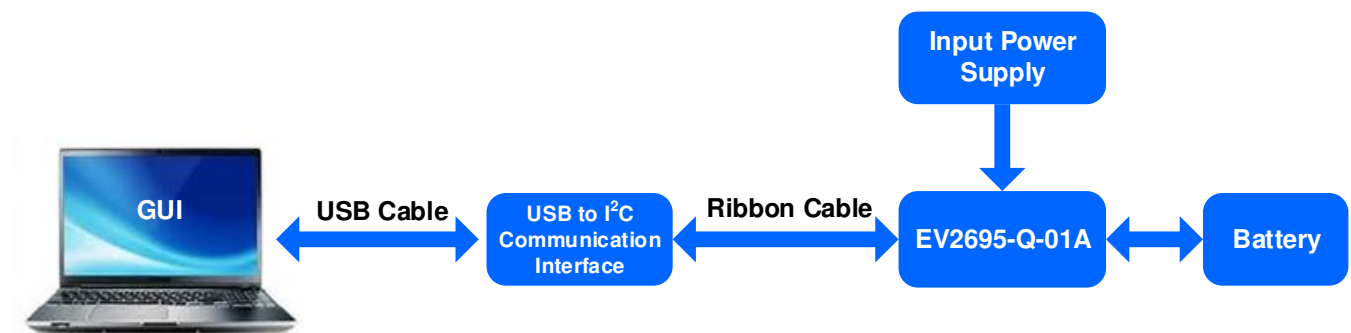 Input Power
Supply
GUI
USB Cable
USB to I²C
Communication
Interface
Ribbon Cable
EV2695-Q-01A
Battery